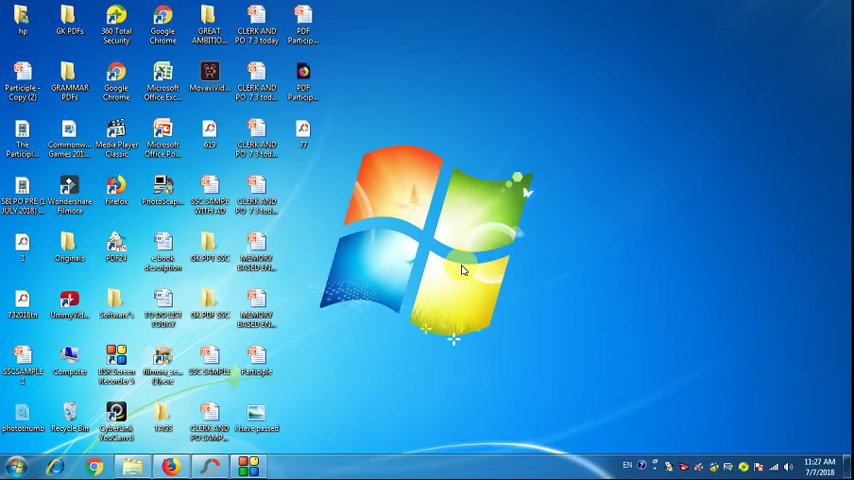 hp
GK PDFs
360 Total
Security
Google
Chrome
GREAT
AMBITIO...
CLERK AND
PO 7.3 today
PDF
Particip...
Participle -
Copy (2)
GRAMMAR
PDFs
Google
Chrome
Microsoft
Office Exc...
MovaviVid...
CLERK AND
PO 7.3 tod...
PDF
Particip...
The
Participl...
Commonw...
Games 201...
Media Player
Classic
Microsoft
Office Po...
619
CLERK AND
PO 7.3 tod...
77
SBI PO PRE (1
JULY 2018) ...
Wondershare
Filmora
Firefox
PhotoScap...
SSC SAMPE
WITH AD
CLERK AND
PO 7.3 tod...
1
Originals
PDF24
e book
description
GK PPT SSC
MEMORY
BASED EN...
732018tn
UmmyVid...
Software's
TO DO LIST
TODAY
GK PDF SSC
MEMORY
BASED EN...
SSCSAMPLE
1
Computer
BSR Screen
Recorder 5
filmora_se...
(3).exe
SSC SAMPLE
Participle
photothumb
Recycle Bin
CyberLink
YouCam 6
TAGS
CLERK AND
PO SAMP...
i have passed
EN
11:27 AM
7/7/2018